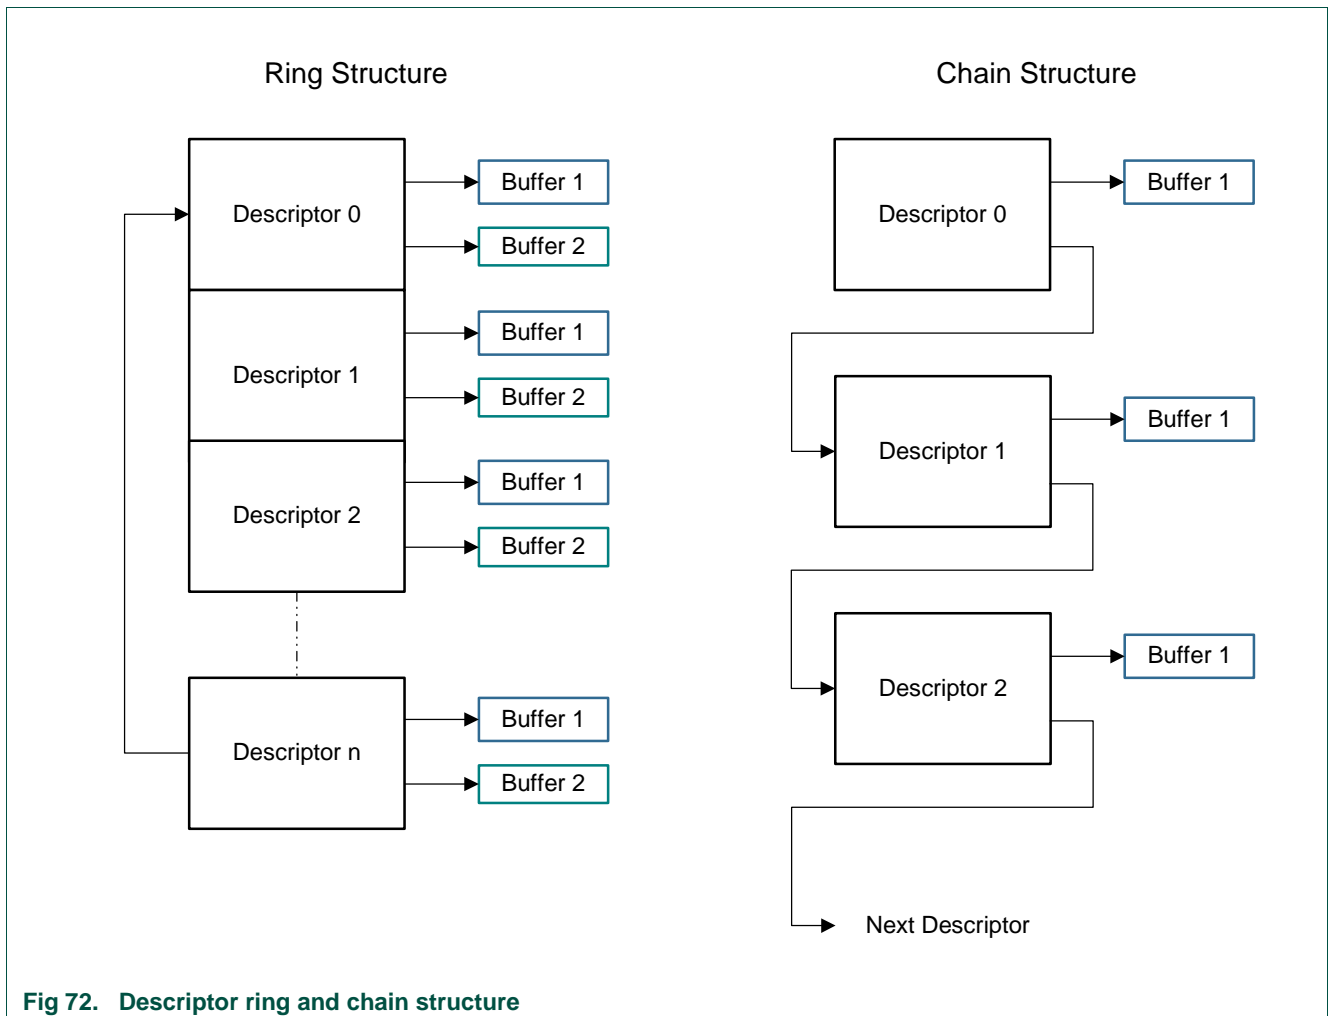 Ring Structure
Descriptor 0
Buffer 1
Buffer 2
Descriptor 1
Buffer 1
Buffer 2
Descriptor 2
Buffer 1
Buffer 2
Descriptor n
Buffer 1
Buffer 2
Chain Structure
Descriptor 0
Buffer 1
Descriptor 1
Buffer 1
Descriptor 2
Buffer 1
Next Descriptor
Fig 72. Descriptor ring and chain structure